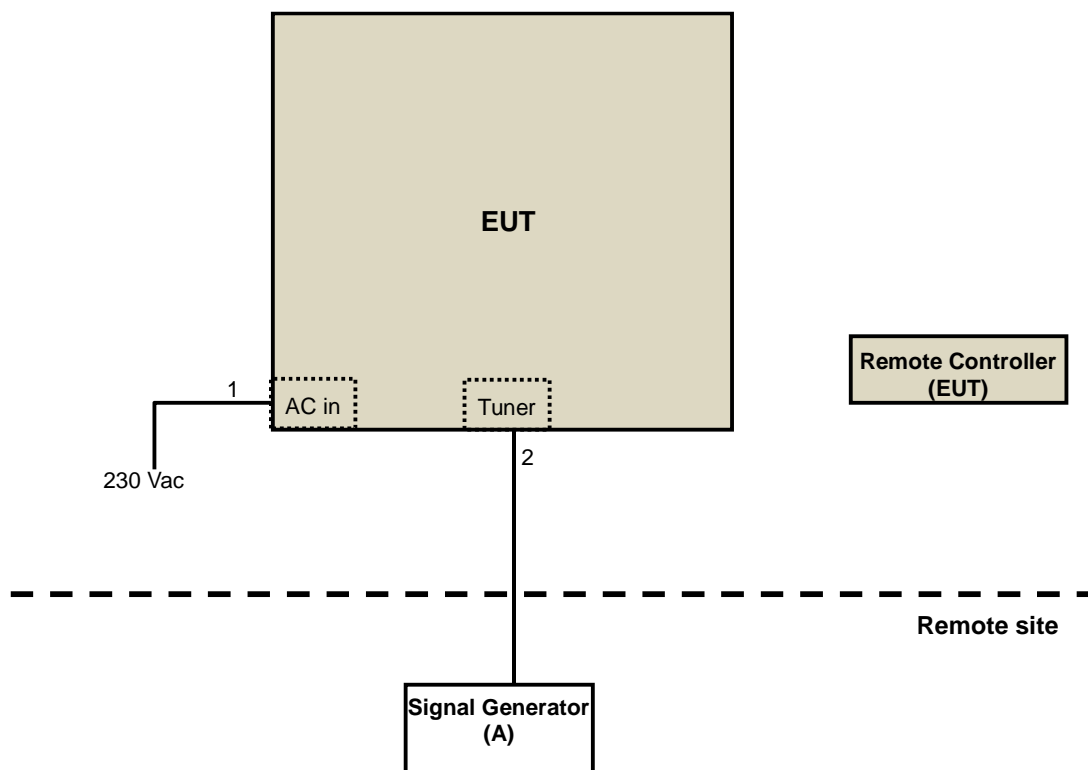 EUT
Remote Controller
(EUT)
1
AC in
Tuner
2
230 Vac
Remote site
Signal Generator
(A)